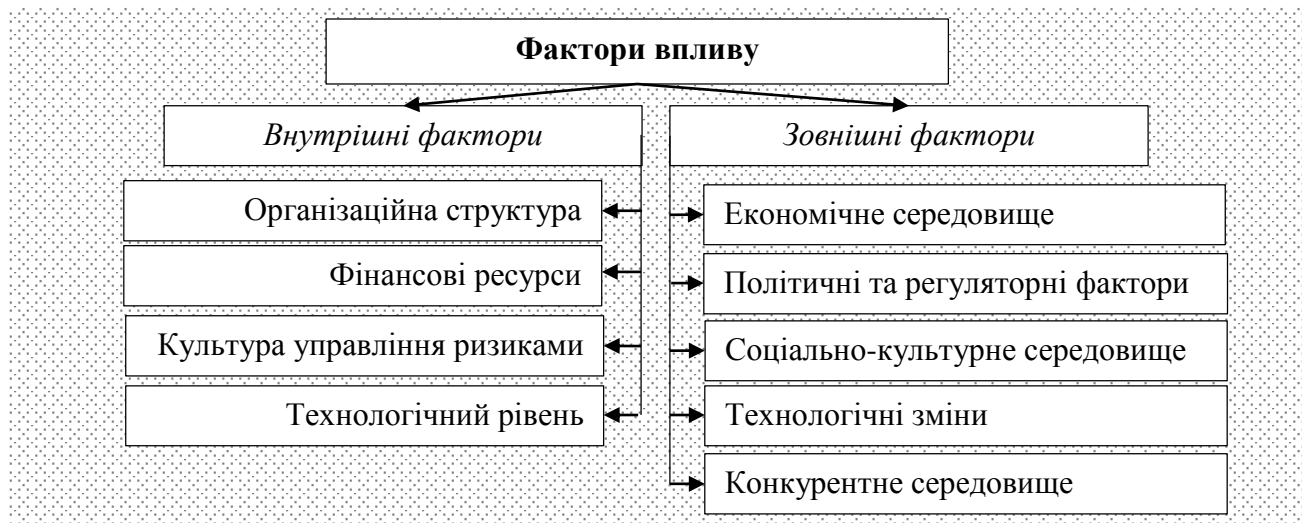 Фактори впливу
Внутрішні фактори
Організаційна структура
Фінансові ресурси
Культура управління ризиками
Технологічний рівень
Зовнішні фактори
Економічне середовище
Політичні та регуляторні фактори
Соціально-культурне середовище
Технологічні зміни
Конкурентне середовище